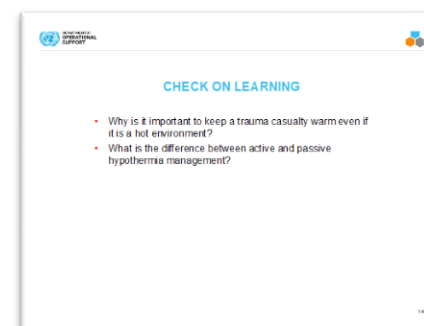 DEPARTMENT OF
OPERATIONAL
SUPPORT
CHECK ON LEARNING
• Why is it important to keep a trauma casualty warm even if
it is a hot environment?
• What is the difference between active and passive
hypothermia management?
14